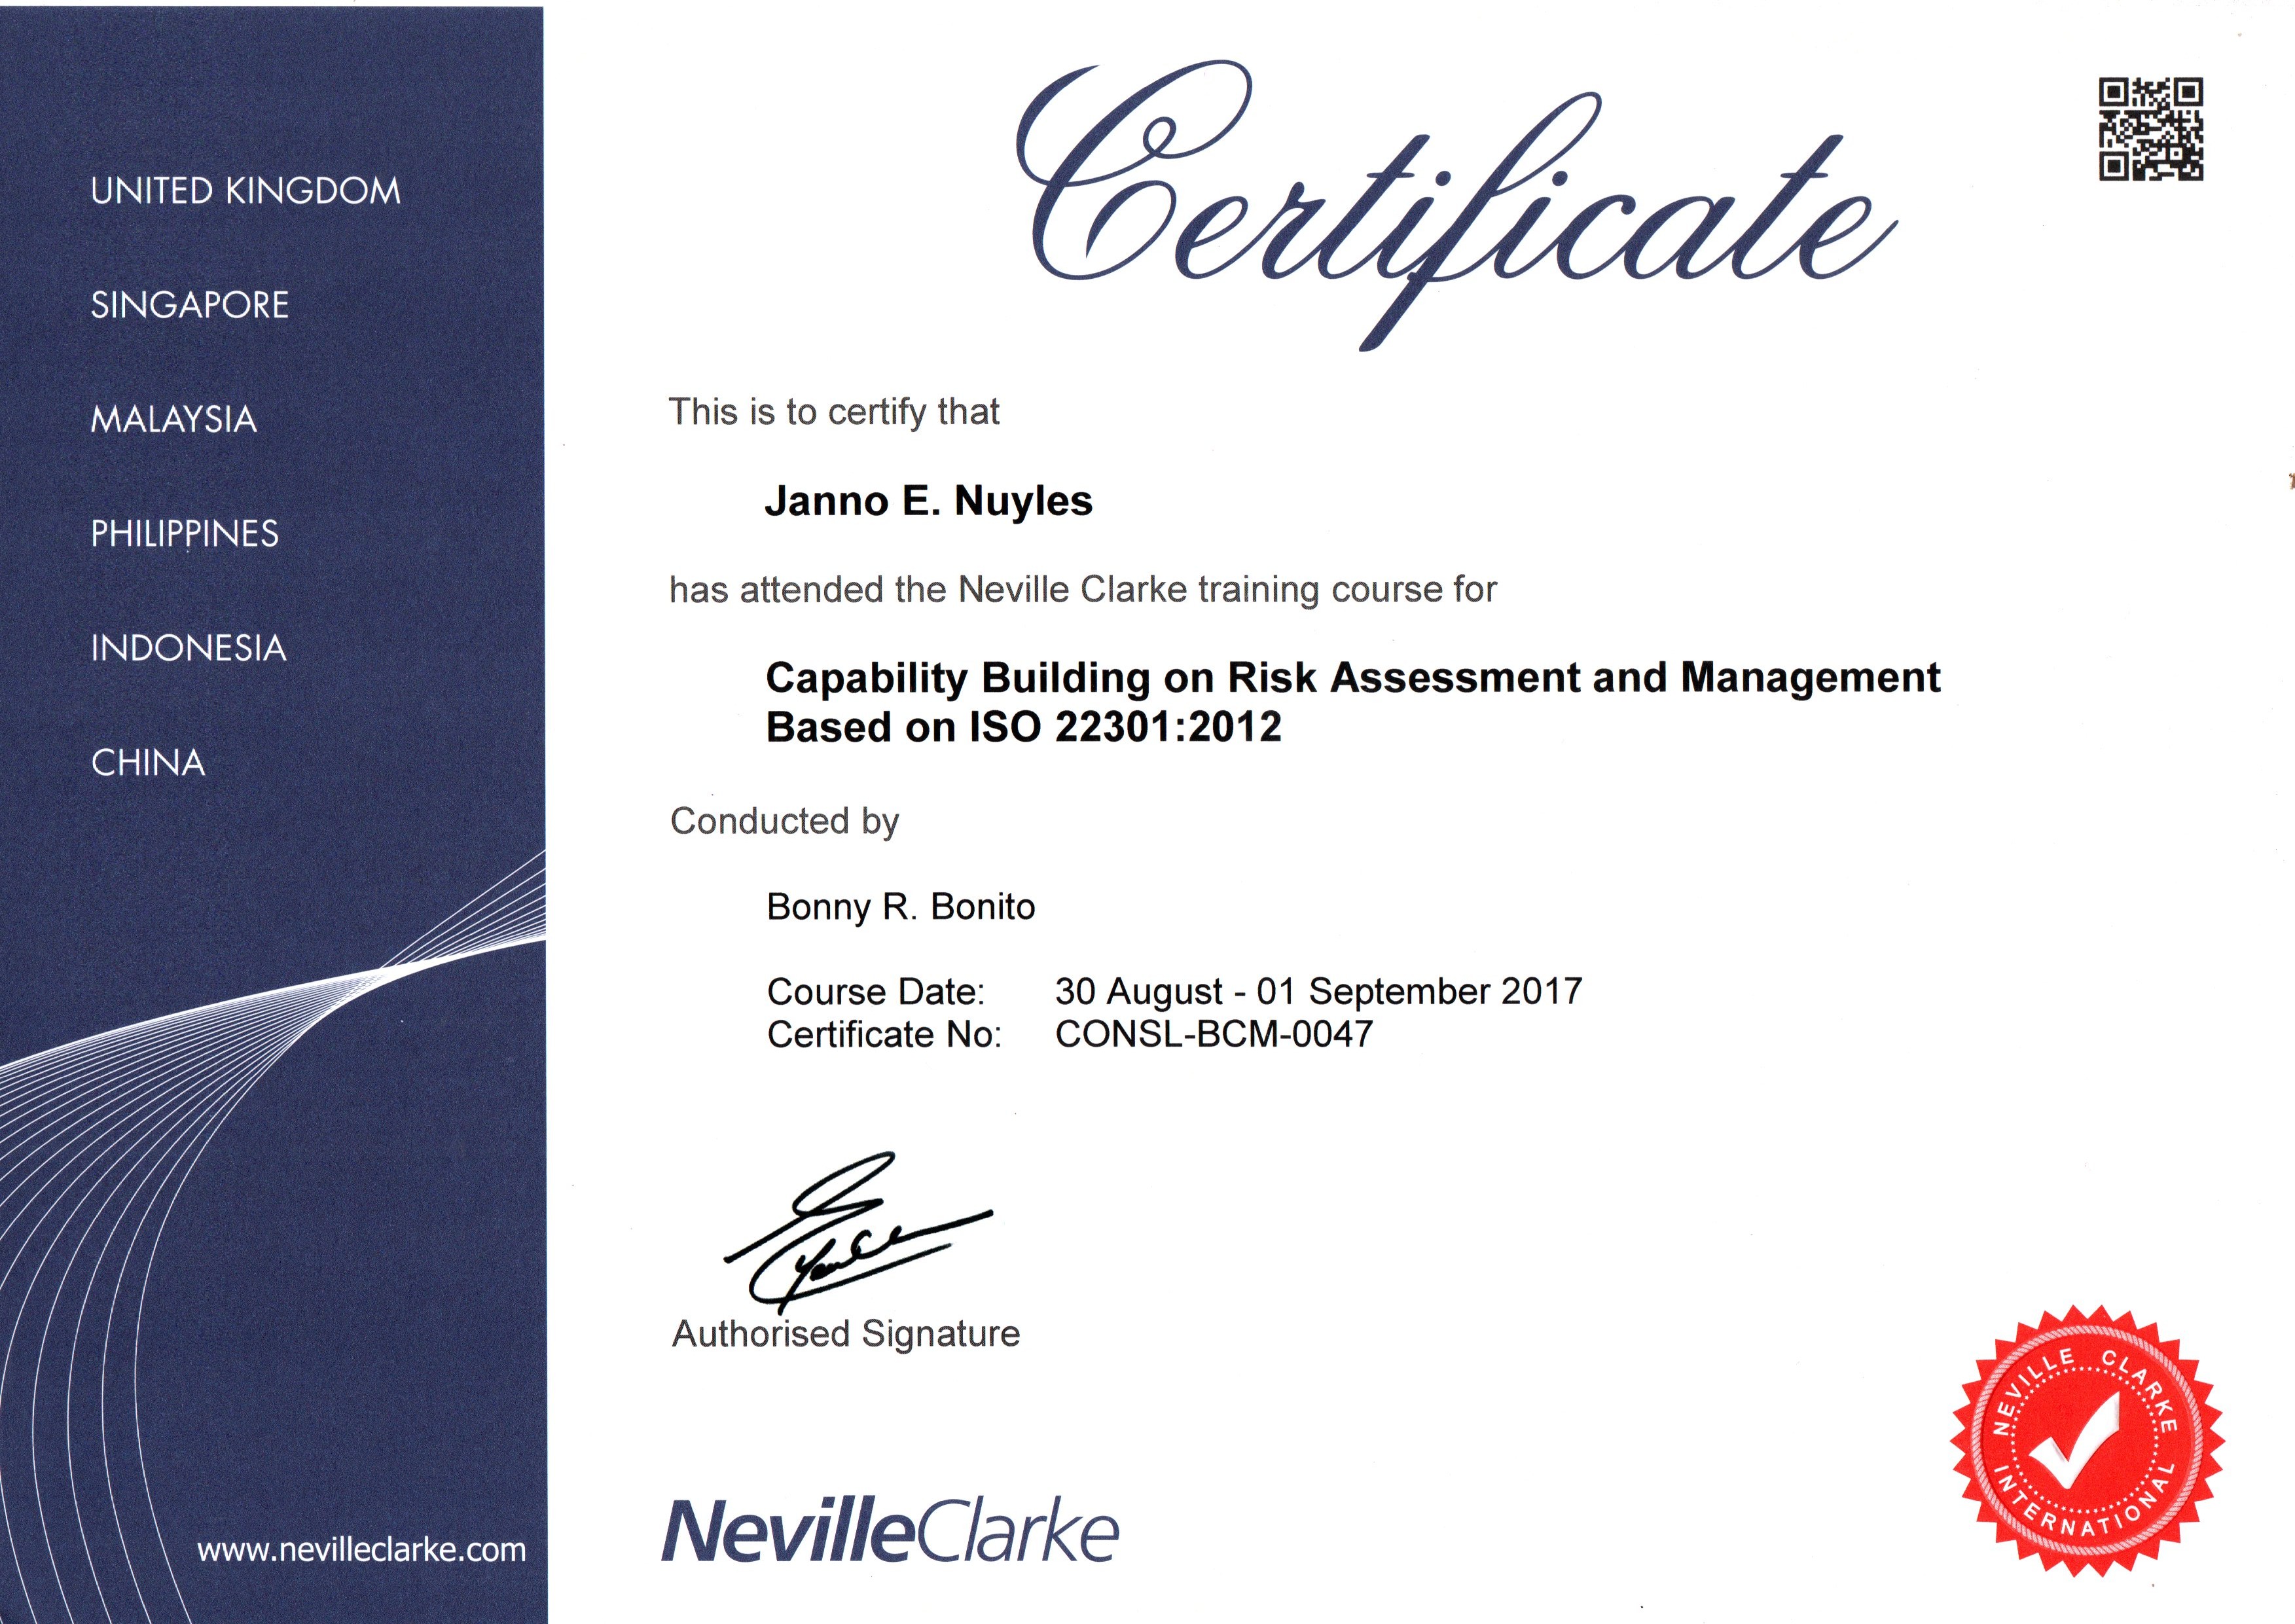 UNITED KINGDOM
SINGAPORE
MALAYSIA
PHILIPPINES
INDONESIA
CHINA
www.nevilleclarke.com
Certificate
This is to certify that
Janno E. Nuyles
has attended the Neville Clarke training course for
Capability Building on Risk Assessment and Management
Based on ISO 22301:2012
Conducted by
Bonny R. Bonito
Course Date: 30 August - 01 September 2017
Certificate No: CONSL-BCM-0047
Authorised Signature
NevilleClarke
NEVILLE CLARKE
INTERNATIONAL